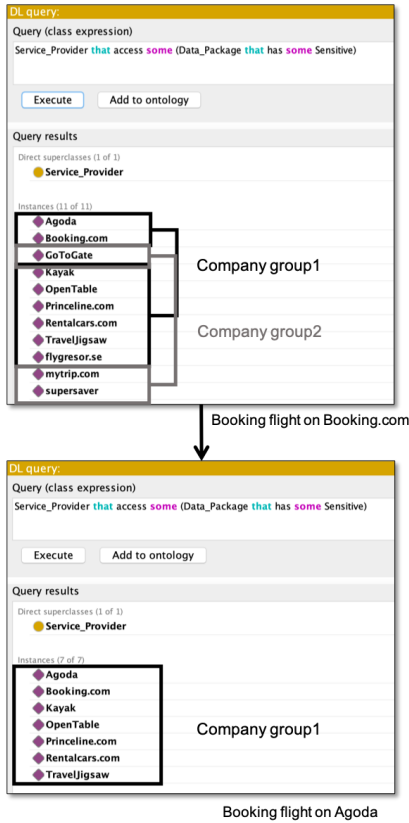 DL query:
Query (class expression)
Service_Provider that access some (Data_Package that has some Sensitive)
Execute Add to ontology
Query results
Direct superclasses (1 of 1)
Service_Provider
Instances (11 of 11)
Agoda
Booking.com
GoToGate
Kayak
OpenTable
Princeline.com
Rentalcars.com
TravelJigsaw
flygresor.se
mytrip.com
supersaver
Company group1
Company group2
Booking flight on Booking.com
DL query:
Query (class expression)
Service_Provider that access some (Data_Package that has some Sensitive)
Execute Add to ontology
Query results
Direct superclasses (1 of 1)
Service_Provider
Instances (7 of 7)
Agoda
Booking.com
Kayak
OpenTable
Princeline.com
Rentalcars.com
TravelJigsaw
Company group1
Booking flight on Agoda